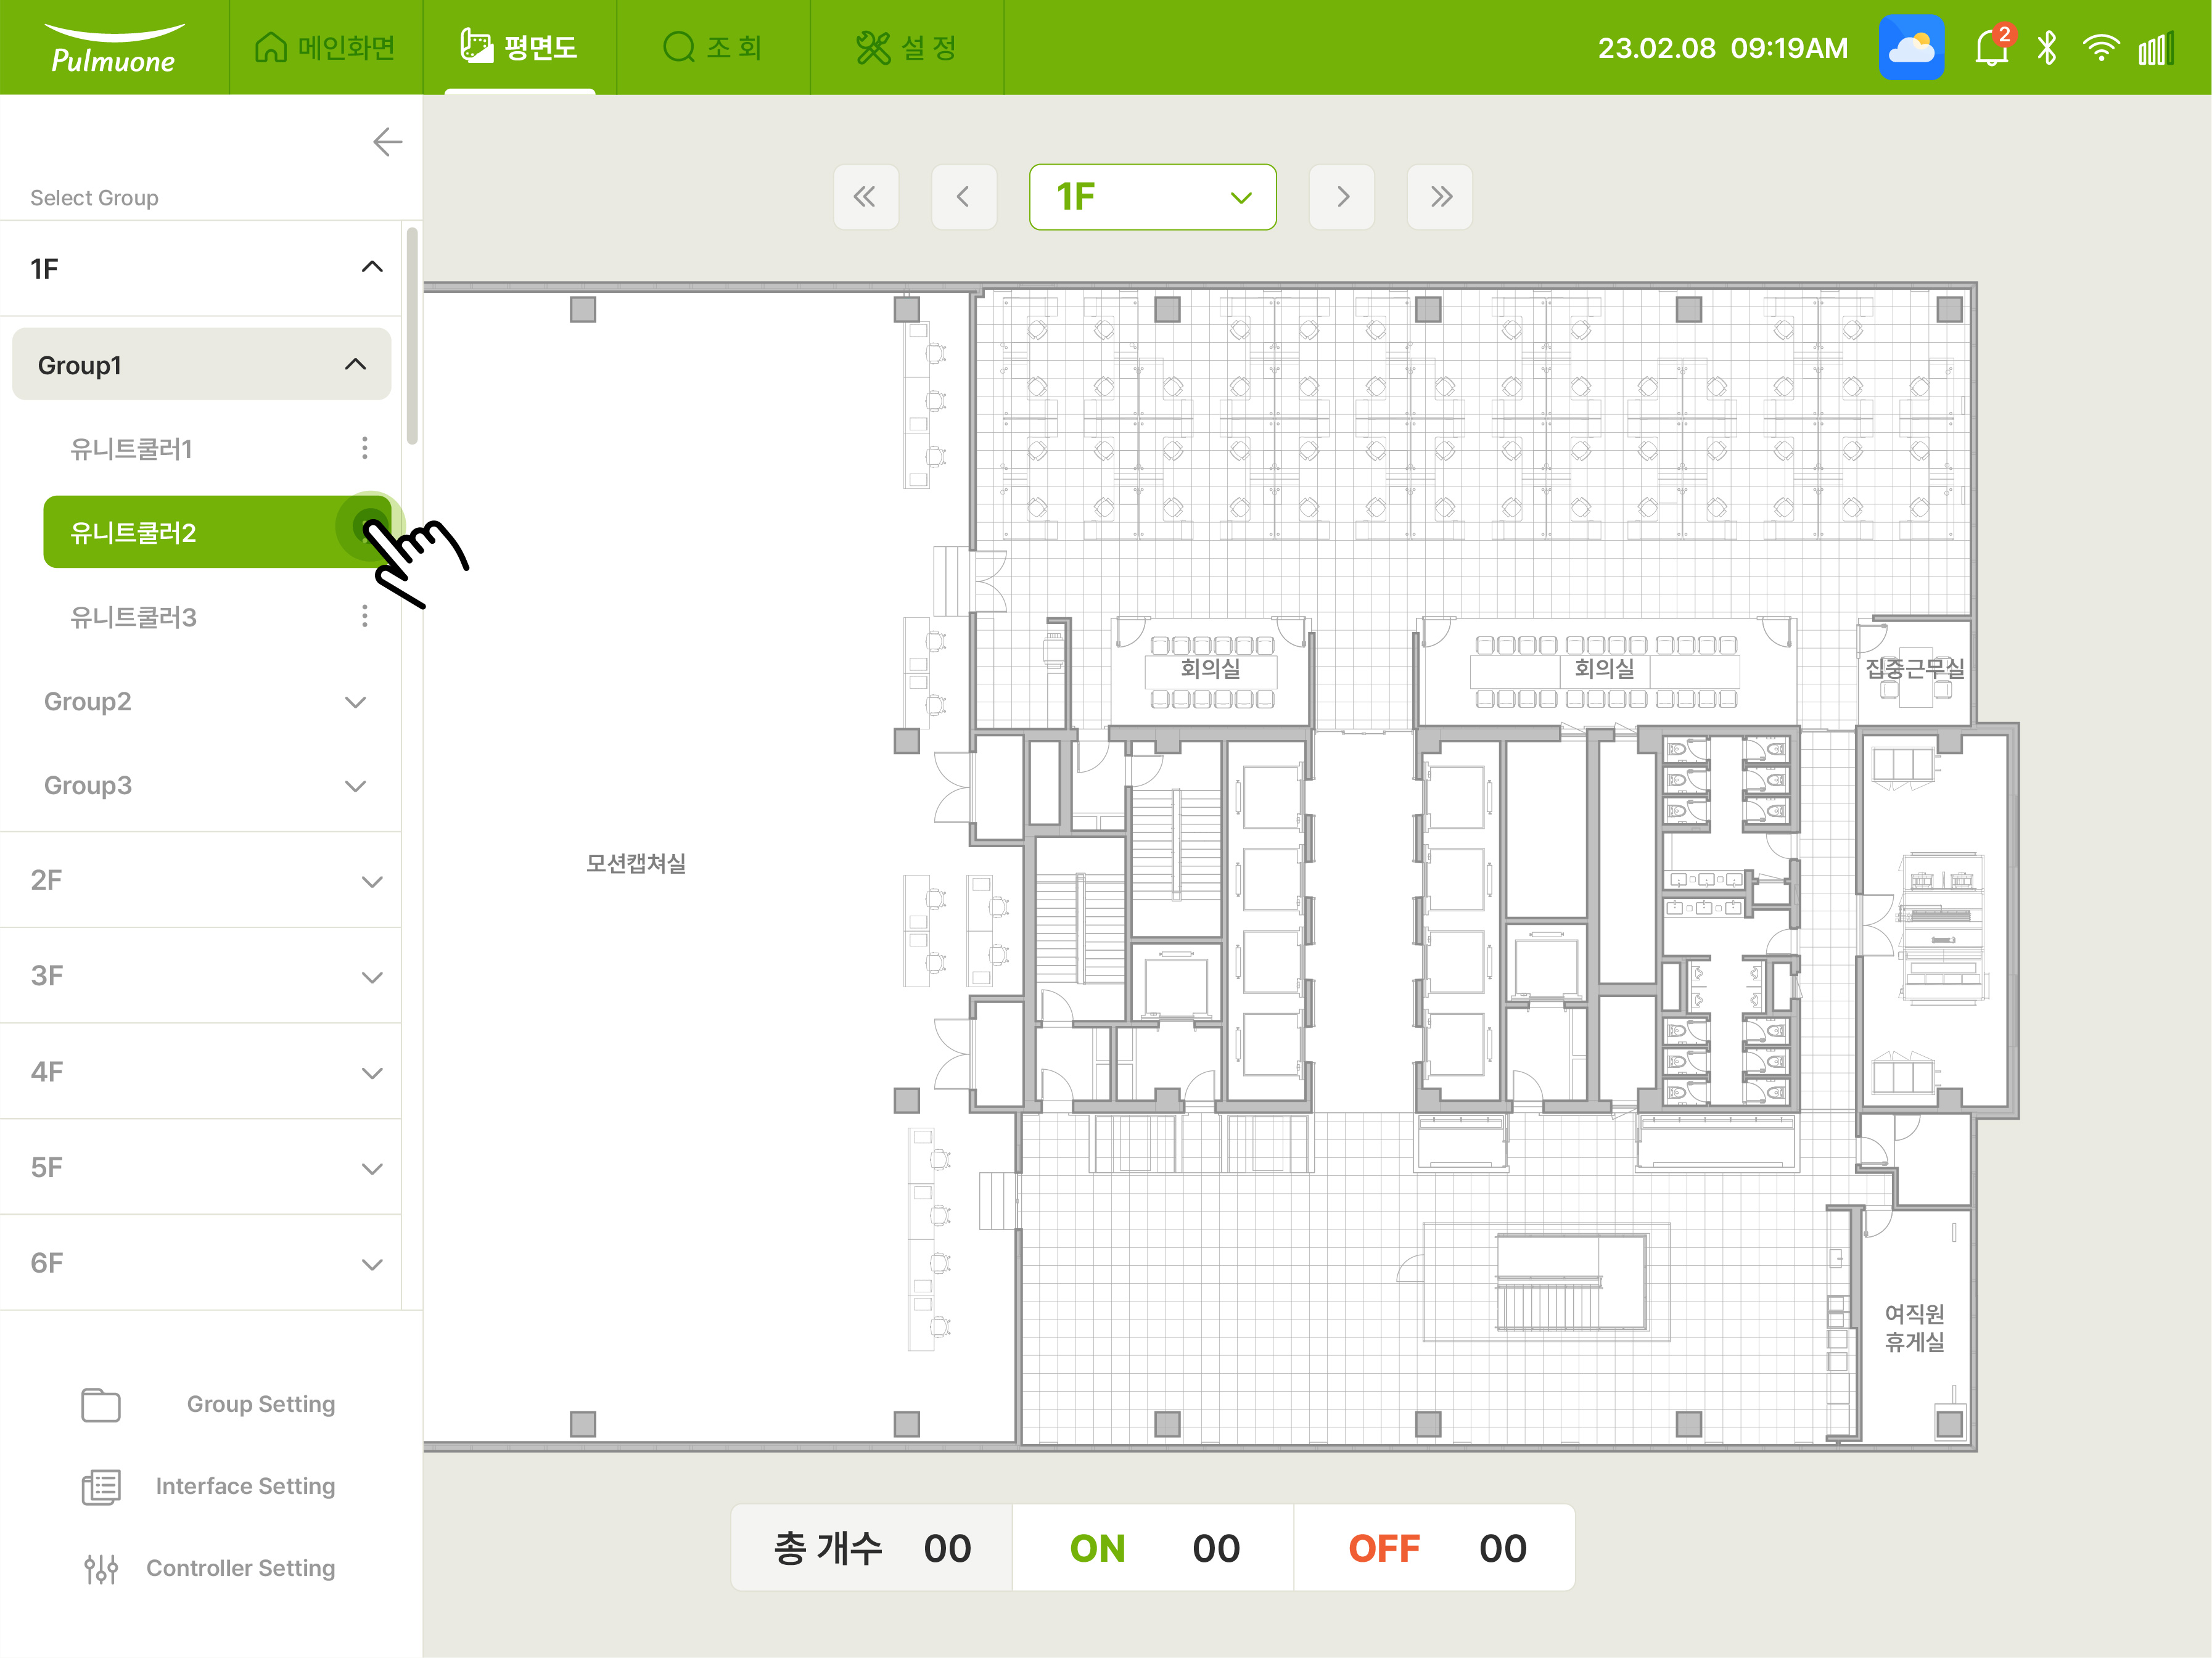 Pulmuone
메인화면
평면도
조 회
설 정
23.02.08 09:19AM
2
Select Group
1F
1F
Group1
유니트쿨러1
유니트쿨러2
유니트쿨러3
Group2
Group3
2F
3F
4F
5F
6F
Group Setting
Interface Setting
Controller Setting
회의실
회의실
집중근무실
모션캡쳐실
여직원
휴게실
총 개수 00
ON 00
OFF 00